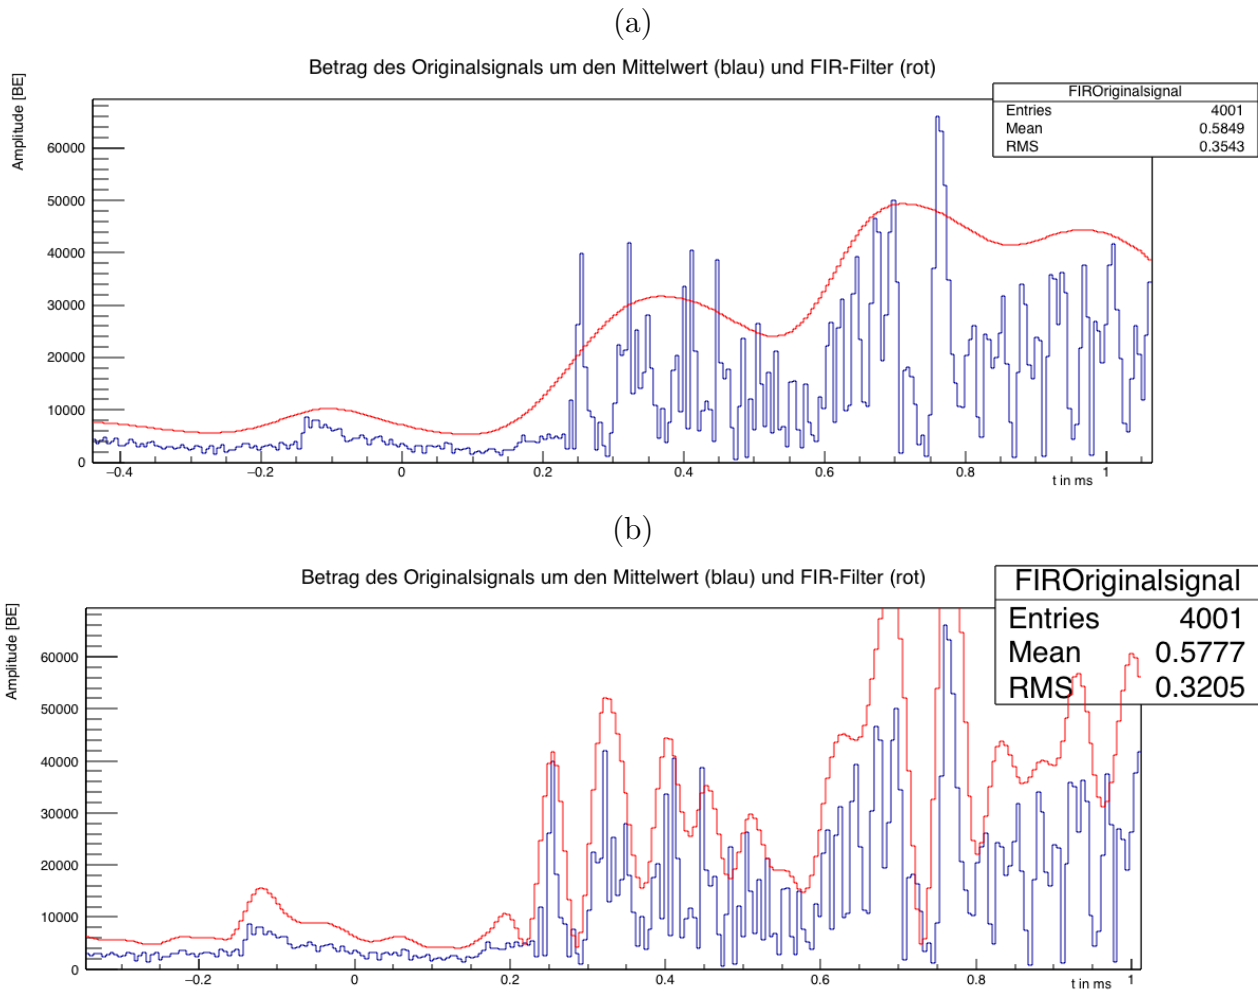 (a)
Betrag des Originalsignals um den Mittelwert (blau) und FIR-Filter (rot)
Amplitude [BE]
FIROriginalsignal
Entries 4001
Mean 0.5849
RMS 0.3543
60000
50000
40000
30000
20000
10000
0
−0.4 −0.2 0 0.2 0.4 0.6 0.8 1
t in ms
(b)
Betrag des Originalsignals um den Mittelwert (blau) und FIR-Filter (rot)
Amplitude [BE]
FIROriginalsignal
Entries 4001
Mean 0.5777
RMS 0.3205
60000
50000
40000
30000
20000
10000
0
−0.2 0 0.2 0.4 0.6 0.8 1
t in ms